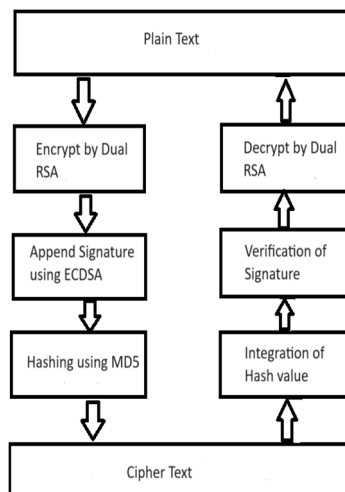 Plain Text
Encrypt by Dual
RSA
Append Signature
using ECDSA
Hashing using MD5
Decrypt by Dual
RSA
Verification of
Signature
Integration of
Hash value
Cipher Text